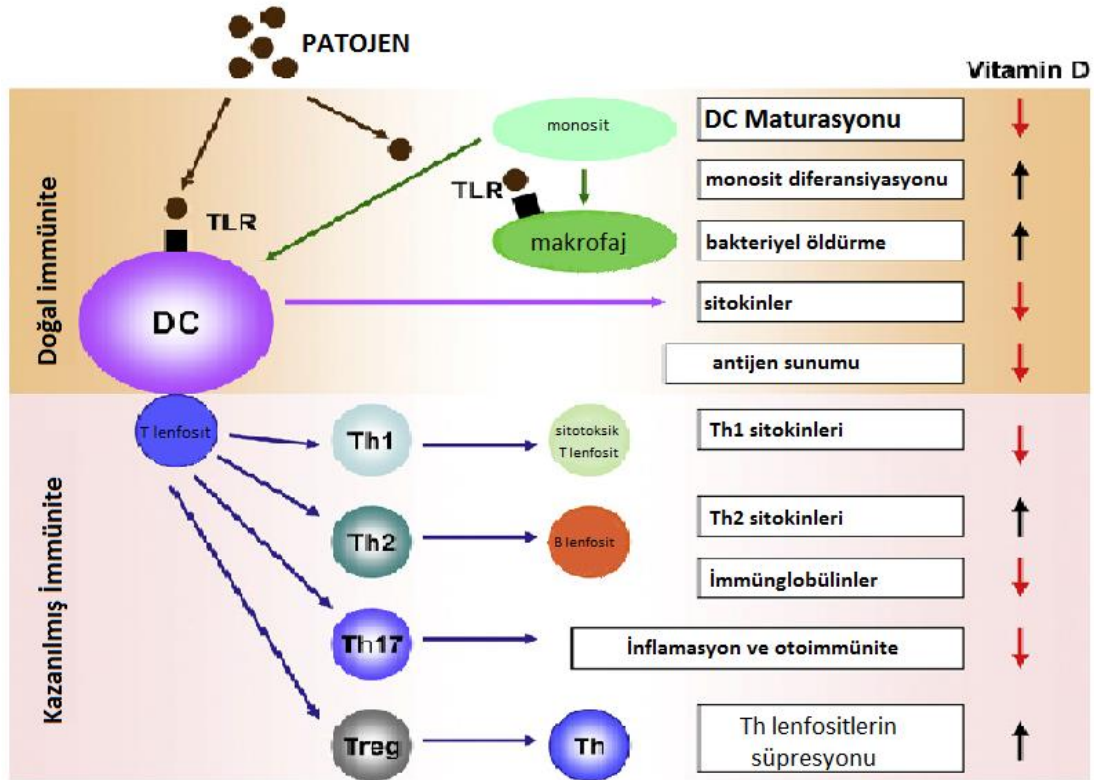 PATOJEN
Vitamin D
Doğal immünite
monosit
DC Maturasyonu
TLR
TLR
monosit diferansiyasyonu
makrofaj
bakteriyel öldürme
DC
sitokinler
antijen sunumu
Kazanılmış İmmünite
T lenfosit
Th1
sitotoksik
T lenfosit
Th1 sitokinleri
Th2
B lenfosit
Th2 sitokinleri
İmmünglobülinler
Th17
İnflamasyon ve otoimmünite
Treg
Th
Th lenfositlerin
süpresyonu